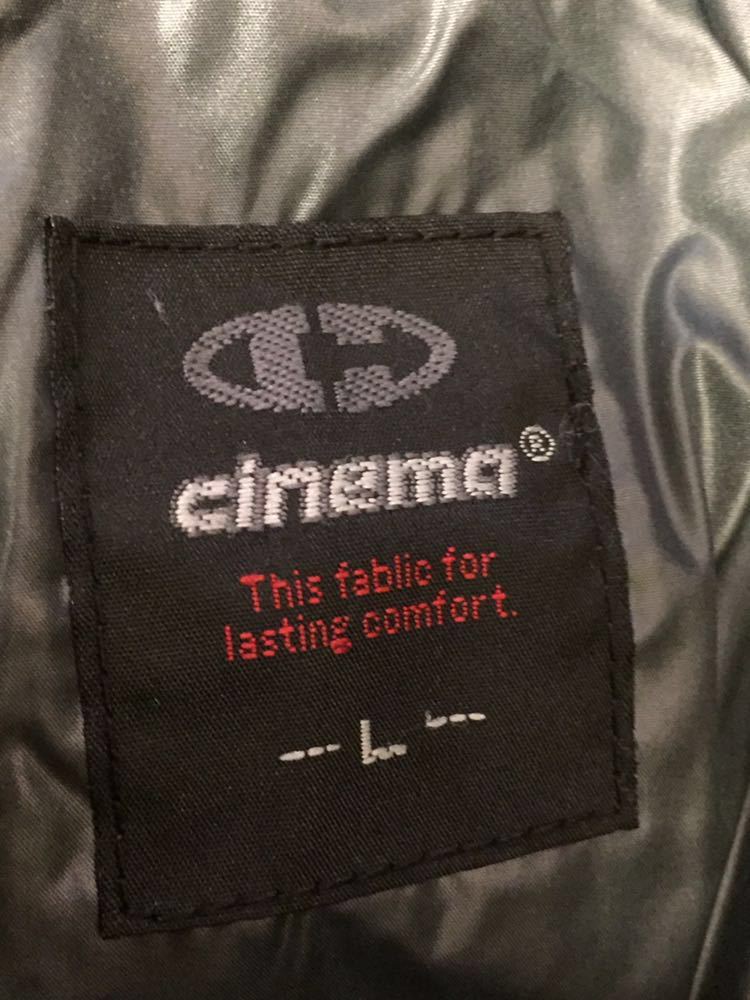 cinema®
This fablic for
lasting comfort.
--- L ---